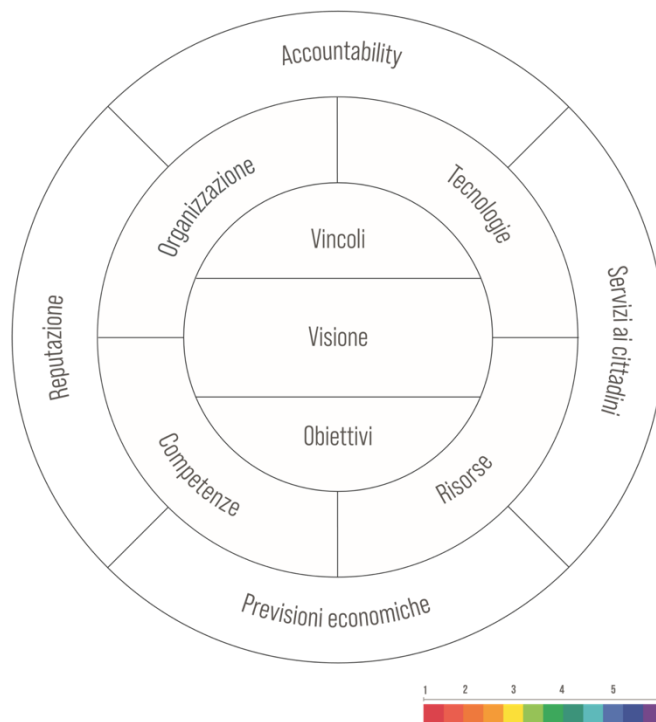 Accountability
Organizzazione
Tecnologie
Vincoli
Reputazione
Visione
Servizi ai cittadini
Obiettivi
Competenze
Risorse
Previsioni economiche
1 2 3 4 5